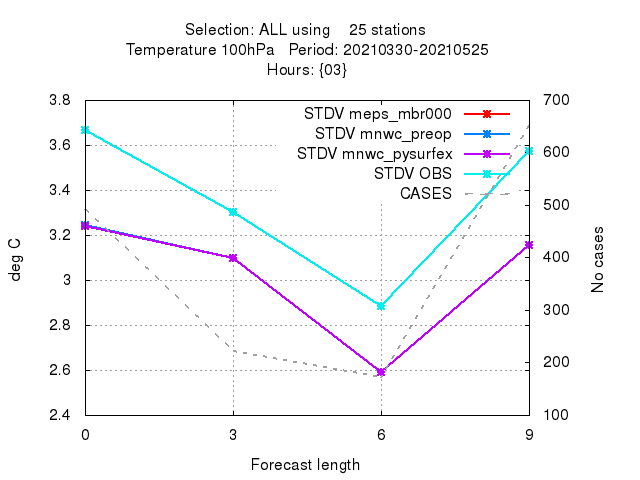 Selection: ALL using 25 stations
Temperature 100hPa Period: 20210330-20210525
Hours: {03}
3.8
3.6
3.4
3.2
3
2.8
2.6
2.4
deg C
STDV meps_mbr000
STDV mnwc_preop
STDV mnwc_pysurfex
STDV OBS
CASES
700
600
500
400
300
200
100
No cases
0 3 6 9
Forecast length